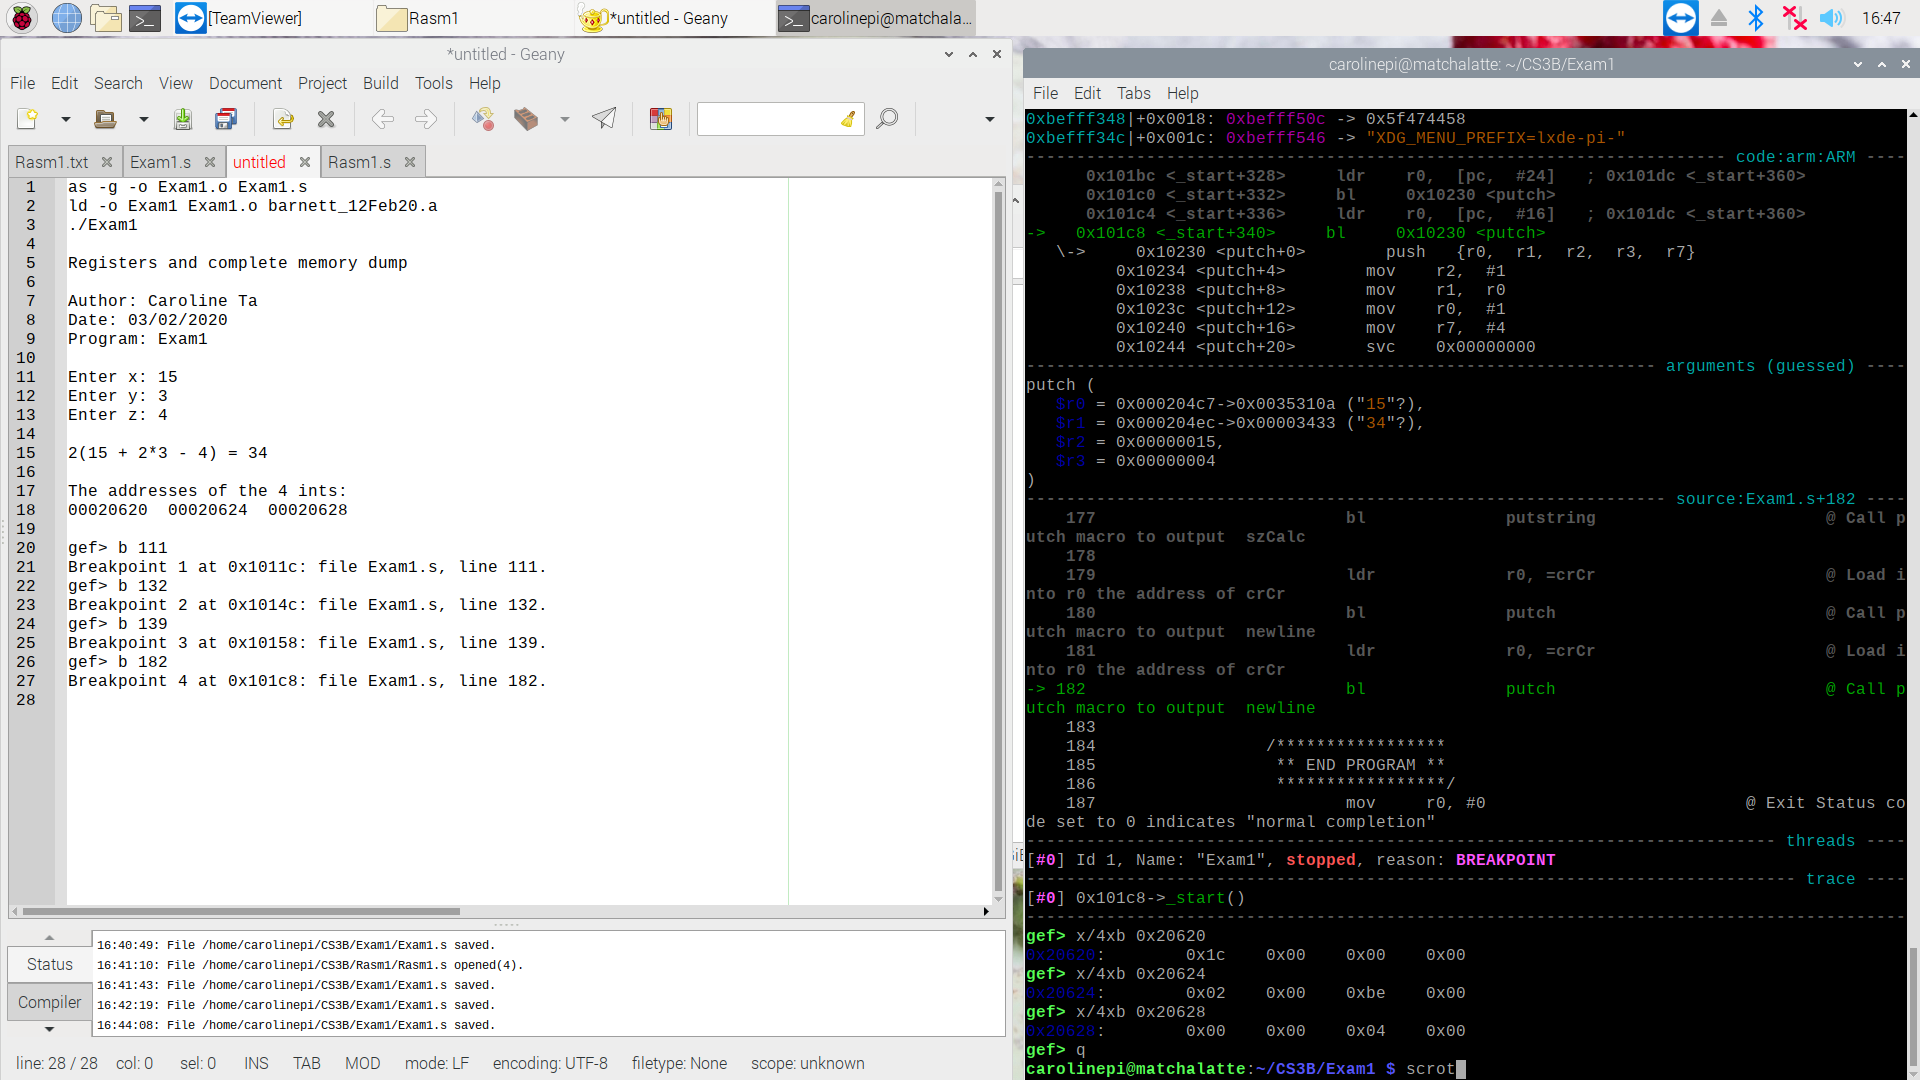 [TeamViewer]
Rasm1
*untitled - Geany
carolinepi@matchala...
16:47
*untitled - Geany
File Edit Search View Document Project Build Tools Help
Rasm1.txt
Exam1.s
untitled
Rasm1.s
1 as -g -o Exam1.o Exam1.s
2 ld -o Exam1 Exam1.o barnett_12Feb20.a
3 ./Exam1
4
5 Registers and complete memory dump
6
7 Author: Caroline Ta
8 Date: 03/02/2020
9 Program: Exam1
10
11 Enter x: 15
12 Enter y: 3
13 Enter z: 4
14
15 2(15 + 2*3 - 4) = 34
16
17 The addresses of the 4 ints:
18 00020620  00020624  00020628
19
20 gef> b 111
21 Breakpoint 1 at 0x1011c: file Exam1.s, line 111.
22 gef> b 132
23 Breakpoint 2 at 0x1014c: file Exam1.s, line 132.
24 gef> b 139
25 Breakpoint 3 at 0x10158: file Exam1.s, line 139.
26 gef> b 182
27 Breakpoint 4 at 0x101c8: file Exam1.s, line 182.
28
Status
Compiler
16:40:49: File /home/carolinepi/CS3B/Exam1/Exam1.s saved.
16:41:10: File /home/carolinepi/CS3B/Rasm1/Rasm1.s opened(4).
16:41:43: File /home/carolinepi/CS3B/Exam1/Exam1.s saved.
16:42:19: File /home/carolinepi/CS3B/Exam1/Exam1.s saved.
16:44:08: File /home/carolinepi/CS3B/Exam1/Exam1.s saved.
line: 28 / 28 col: 0 sel: 0 INS TAB MOD mode: LF encoding: UTF-8 filetype: None scope: unknown
carolinepi@matchalatte: ~/CS3B/Exam1
File Edit Tabs Help
0xbefff348|+0x0018: 0xbefff50c -> 0x5f474458
0xbefff34c|+0x001c: 0xbefff546 -> "XDG_MENU_PREFIX=lxde-pi-"
---------------------------------------------------------------------- code:arm:ARM ----
0x101bc <_start+328> ldr r0, [pc, #24] ; 0x101dc <_start+360>
0x101c0 <_start+332> bl 0x10230 <putch>
0x101c4 <_start+336> ldr r0, [pc, #16] ; 0x101dc <_start+360>
-> 0x101c8 <_start+340> bl 0x10230 <putch>
\-> 0x10230 <putch+0> push {r0, r1, r2, r3, r7}
0x10234 <putch+4> mov r2, #1
0x10238 <putch+8> mov r1, r0
0x1023c <putch+12> mov r0, #1
0x10240 <putch+16> mov r7, #4
0x10244 <putch+20> svc 0x00000000
--------------------------------------------------------------- arguments (guessed) ----
putch (
$r0 = 0x000204c7->0x0035310a ("15"?),
$r1 = 0x000204ec->0x00003433 ("34"?),
$r2 = 0x00000015,
$r3 = 0x00000004
)
---------------------------------------------------------------- source:Exam1.s+182 ----
177 bl putstring @ Call p
utch macro to output  szCalc
178
179 ldr r0, =crCr @ Load i
nto r0 the address of crCr
180 bl putch @ Call p
utch macro to output  newline
181 ldr r0, =crCr @ Load i
nto r0 the address of crCr
-> 182 bl putch @ Call p
utch macro to output  newline
183
184 /*****************
185 ** END PROGRAM **
186 *****************/
187 mov r0, #0 @ Exit Status co
de set to 0 indicates "normal completion"
--------------------------------------------------------------------------- threads ----
[#0] Id 1, Name: "Exam1", stopped, reason: BREAKPOINT
----------------------------------------------------------------------------- trace ----
[#0] 0x101c8->_start()
----------------------------------------------------------------------------------------
gef> x/4xb 0x20620
0x20620: 0x1c 0x00 0x00 0x00
gef> x/4xb 0x20624
0x20624: 0x02 0x00 0xbe 0x00
gef> x/4xb 0x20628
0x20628: 0x00 0x00 0x04 0x00
gef> q
carolinepi@matchalatte:~/CS3B/Exam1 $ scrot